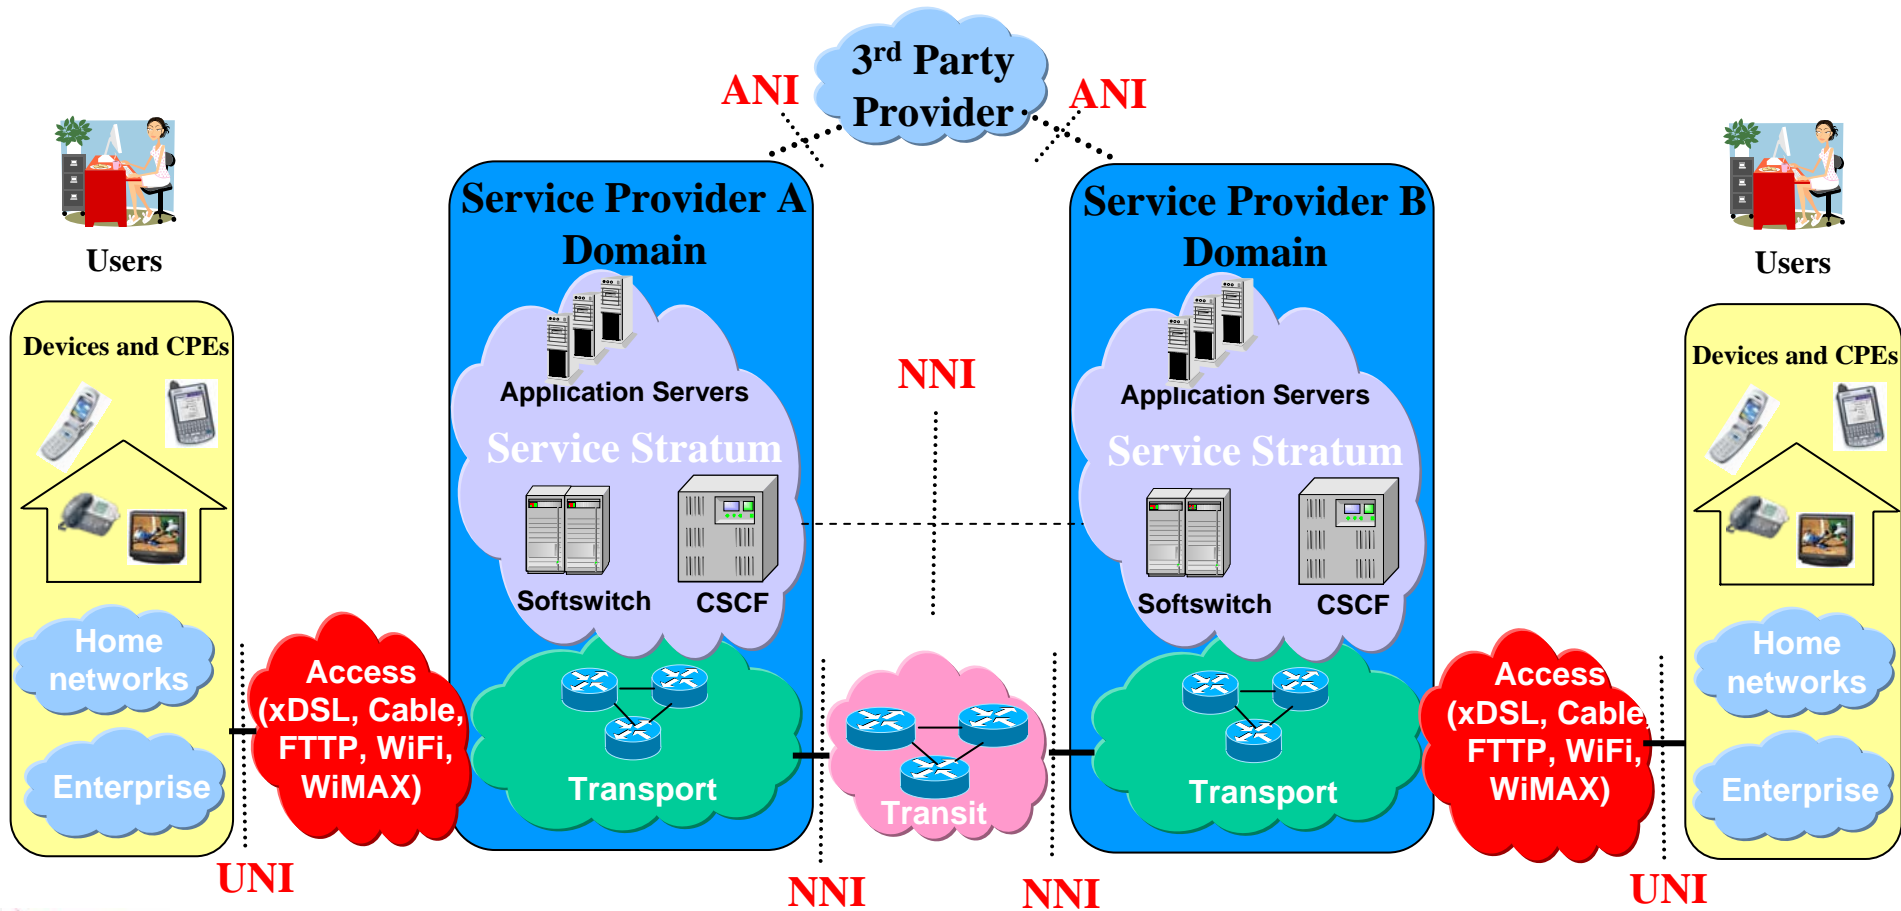 3rd Party
Provider
ANI
ANI
Users
Service Provider A
Domain
Service Provider B
Domain
Users
Devices and CPEs
Application Servers
Service Stratum
Softswitch
CSCF
NNI
Application Servers
Service Stratum
Softswitch
CSCF
Devices and CPEs
Home
networks
Enterprise
Access
(xDSL, Cable,
FTTP, WiFi,
WiMAX)
Transport
Transit
Transport
Access
(xDSL, Cable,
FTTP, WiFi,
WiMAX)
Home
networks
Enterprise
UNI
NNI
NNI
UNI